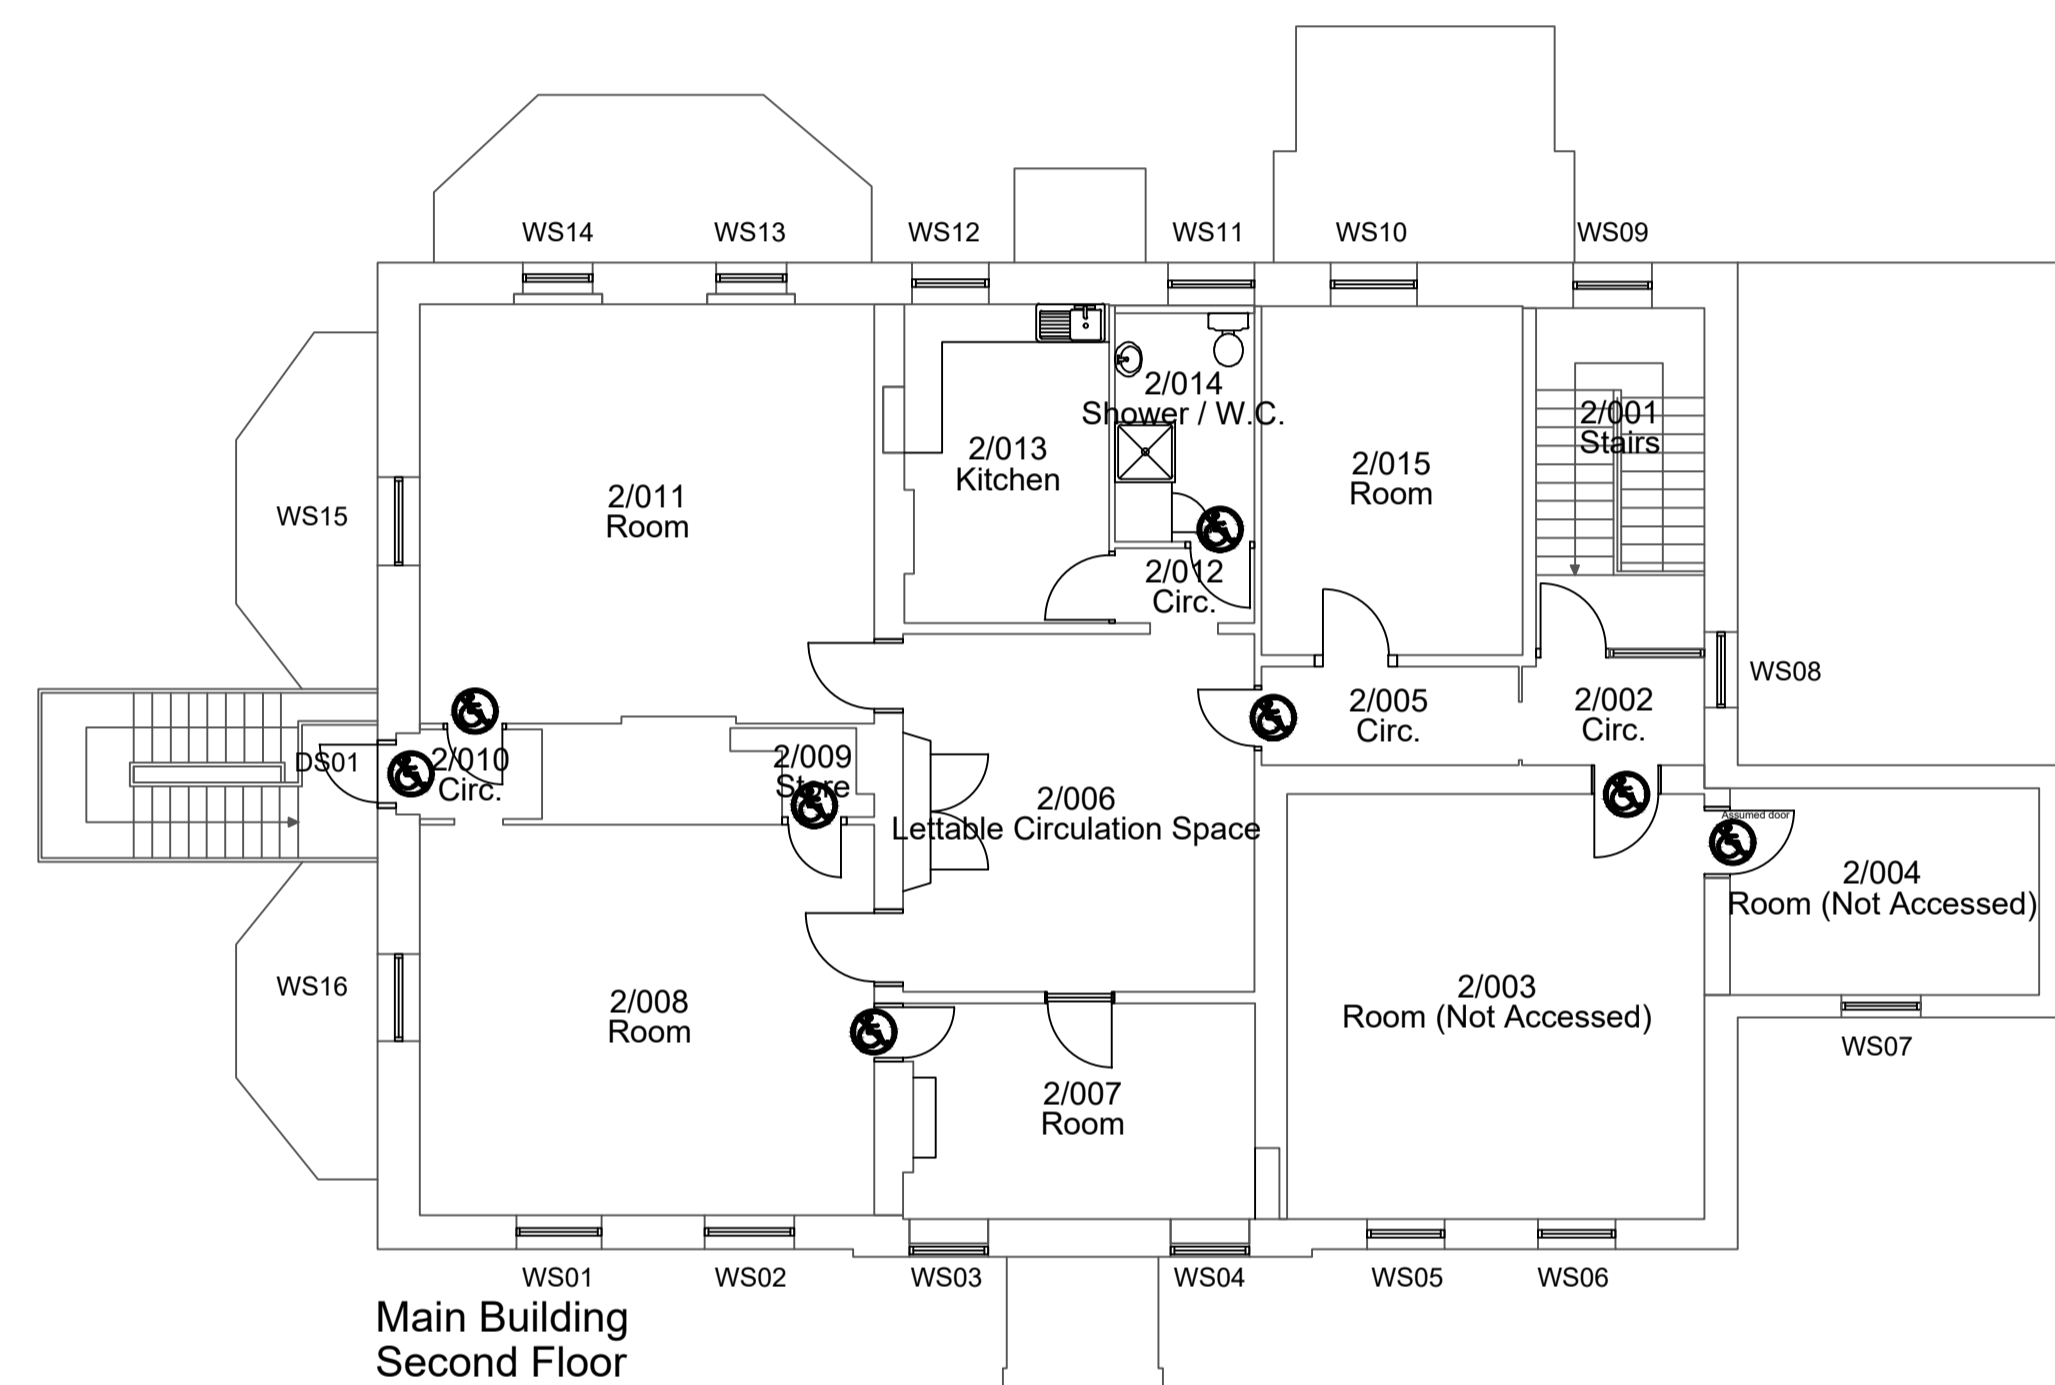 WS14
WS13
WS12
WS11
WS10
WS09
2/014
Shower / W.C.
2/001
Stairs
2/013
Kitchen
2/015
Room
2/011
Room
WS15
2/012
Circ.
WS08
2/005
Circ.
2/002
Circ.
DS01
2/010
Circ.
2/009
Store
2/006
Lettable Circulation Space
Assumed door
2/004
Room (Not Accessed)
WS16
2/008
Room
2/003
Room (Not Accessed)
WS07
2/007
Room
WS01
WS02
WS03
WS04
WS05
WS06
Main Building
Second Floor